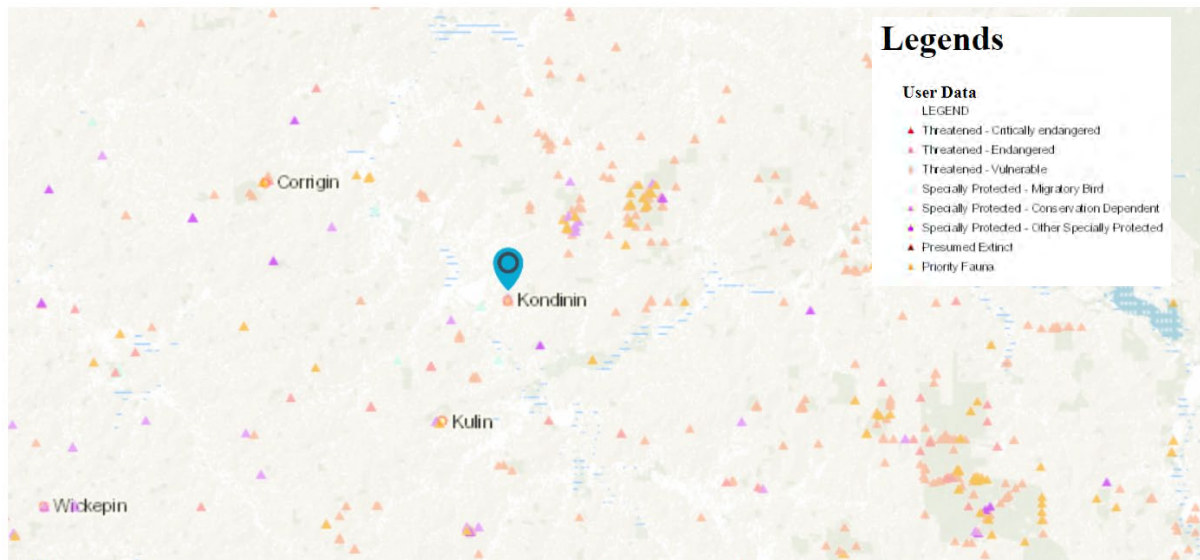 Legends
User Data
LEGEND
Threatened - Critically endangered
Threatened - Endangered
Threatened - Vulnerable
Specially Protected - Migratory Bird
Specially Protected - Conservation Dependent
Specially Protected - Other Specially Protected
Presumed Extinct
Priority Fauna
Corrigin
Kondinin
Kulin
Wickepin